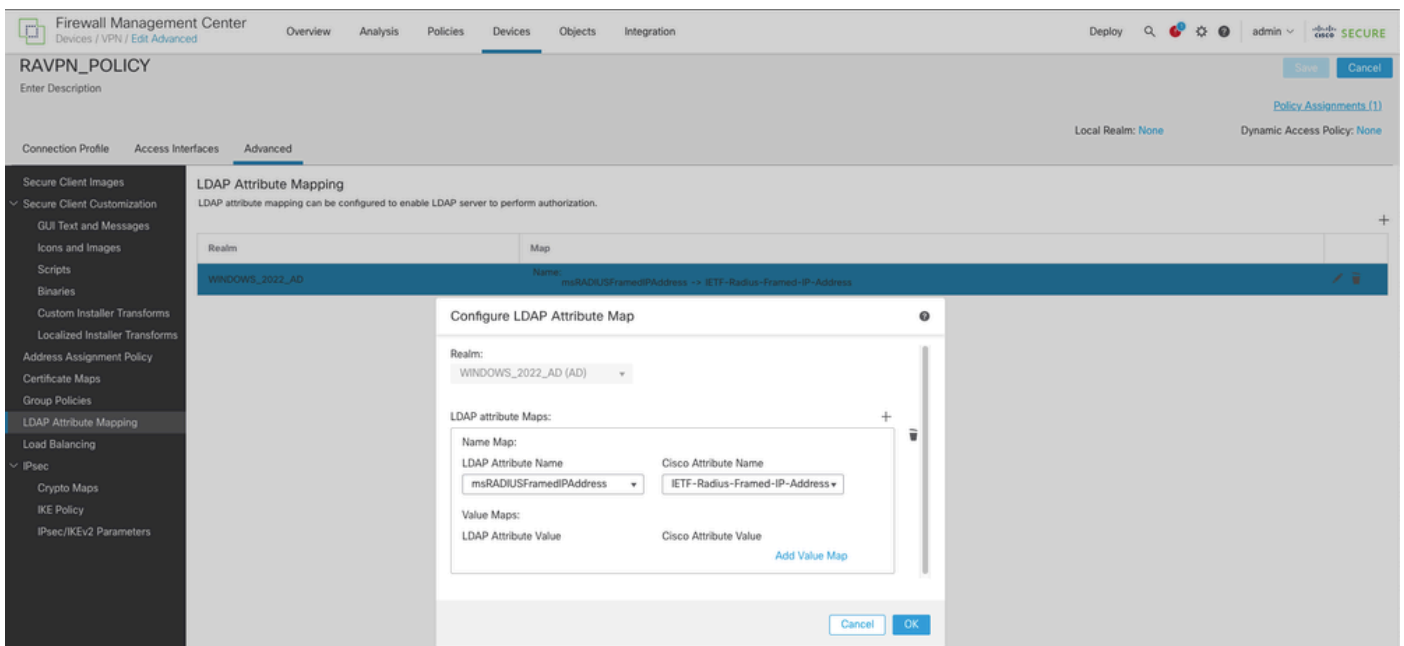 Firewall Management Center
Devices / VPN / Edit Advanced
Overview Analysis Policies Devices Objects Integration
Deploy admin CISCO SECURE
RAVPN_POLICY
Save Cancel
Enter Description
Policy Assignments (1)
Local Realm: None Dynamic Access Policy: None
Connection Profile Access Interfaces Advanced
Secure Client Images
Secure Client Customization
GUI Text and Messages
Icons and Images
Scripts
Binaries
Custom Installer Transforms
Localized Installer Transforms
Address Assignment Policy
Certificate Maps
Group Policies
LDAP Attribute Mapping
Load Balancing
IPsec
Crypto Maps
IKE Policy
IPsec/IKEv2 Parameters
LDAP Attribute Mapping
LDAP attribute mapping can be configured to enable LDAP server to perform authorization.
+
Realm Map
WINDOWS_2022_AD Name:
msRADIUSFramedIPAddress -> IETF-Radius-Framed-IP-Address
Configure LDAP Attribute Map
Realm:
WINDOWS_2022_AD (AD)
LDAP attribute Maps: +
Name Map:
LDAP Attribute Name Cisco Attribute Name
msRADIUSFramedIPAddress IETF-Radius-Framed-IP-Address
Value Maps:
LDAP Attribute Value Cisco Attribute Value
Add Value Map
Cancel OK